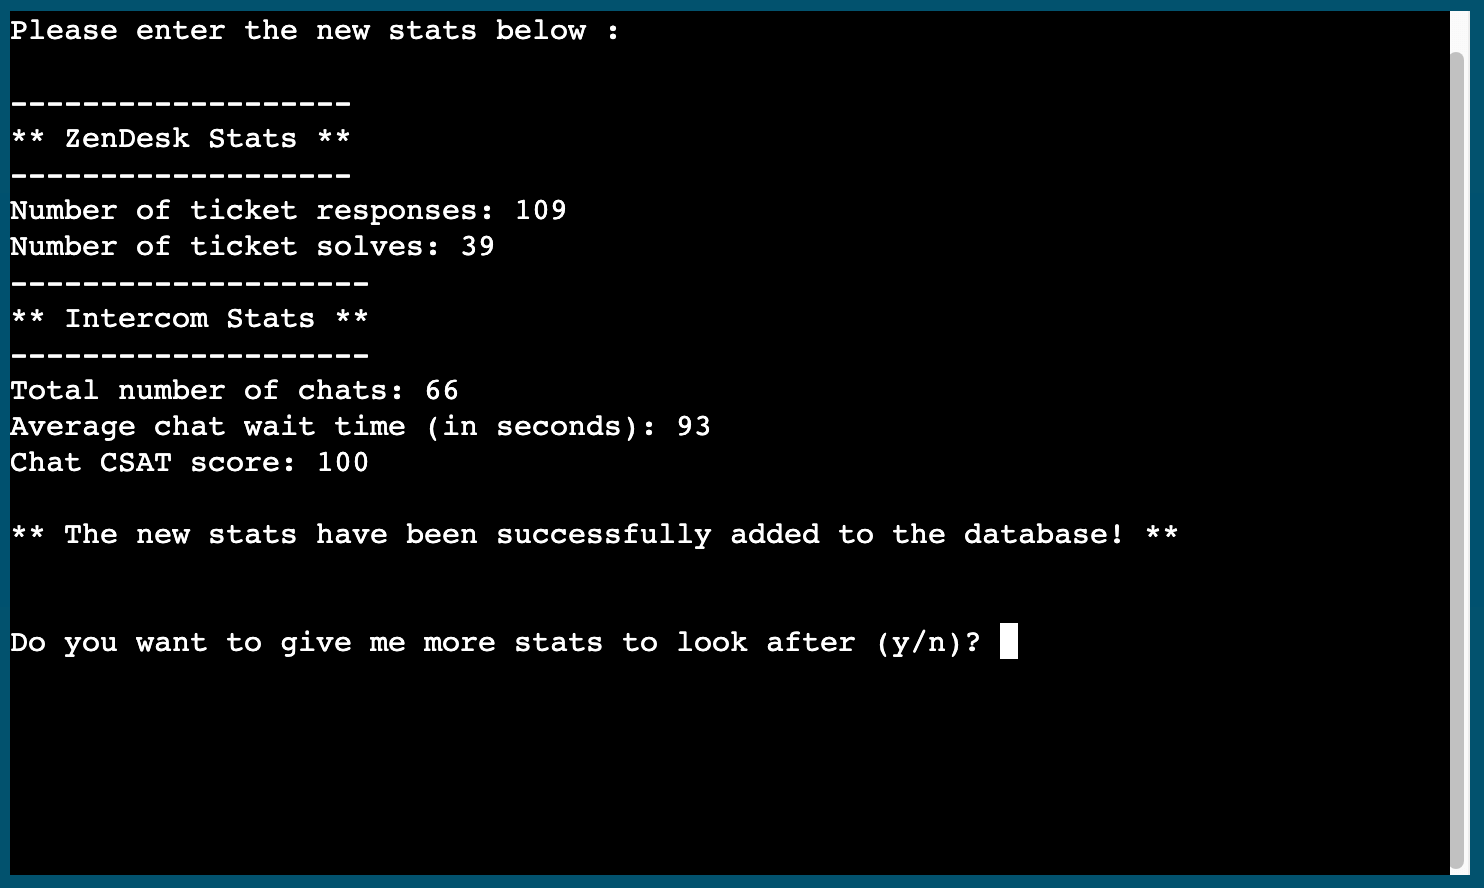 Please enter the new stats below :
-------------------
** ZenDesk Stats **
-------------------
Number of ticket responses: 109
Number of ticket solves: 39
--------------------
** Intercom Stats **
--------------------
Total number of chats: 66
Average chat wait time (in seconds): 93
Chat CSAT score: 100
** The new stats have been successfully added to the database! **
Do you want to give me more stats to look after (y/n)?